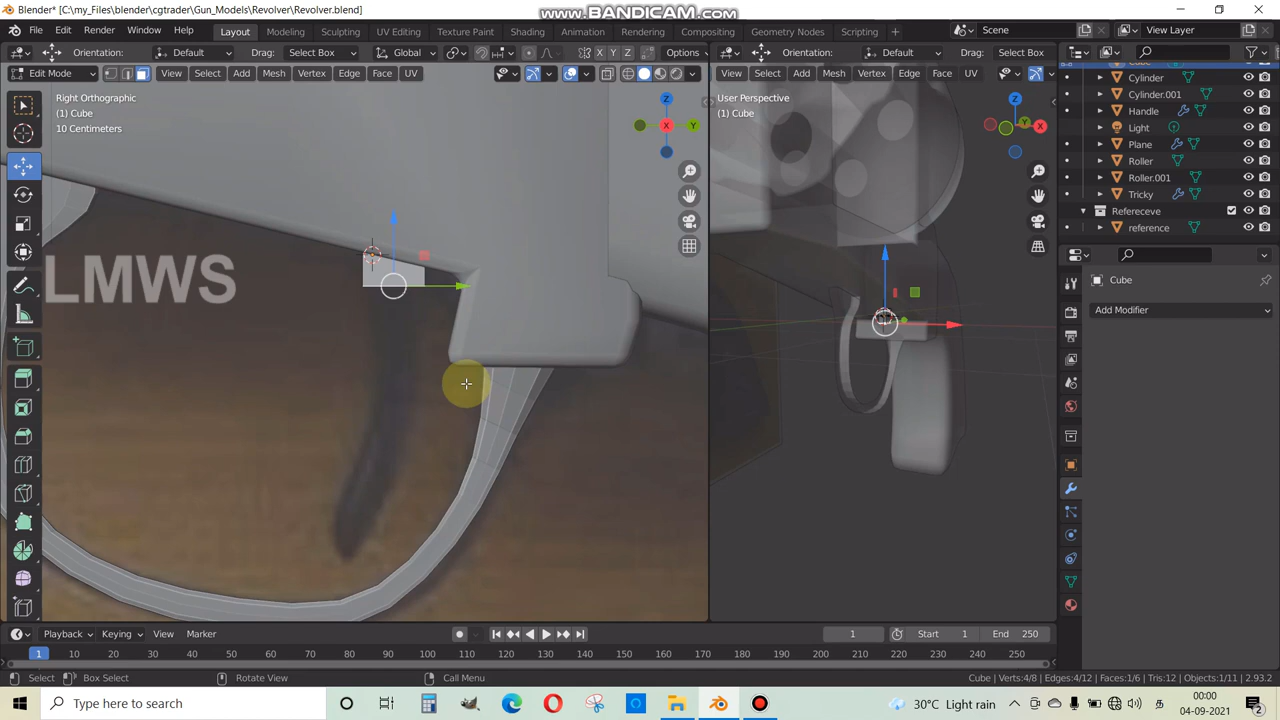 Blender* [C:\my_Files\blender\cgtrader\Gun_Models\Revolver\Revolver.blend]
www.BANDICAM.com
File Edit Render Window Help Layout Modeling Sculpting UV Editing Texture Paint Shading Animation Rendering Compositing Geometry Nodes Scripting + Scene View Layer
Orientation: Default Drag: Select Box Global X Y Z Options Orientation: Default Drag: Select Box
Edit Mode View Select Add Mesh Vertex Edge Face UV View Select Add Mesh Vertex Edge Face UV
Right Orthographic
(1) Cube
10 Centimeters
User Perspective
(1) Cube
Z
Y
X
Z
Y
X
Cylinder
Cylinder.001
Handle
Light
Plane
Roller
Roller.001
Tricky
Refereceve
reference
Cube
Add Modifier
LMWS
Playback Keying View Marker 1 Start 1 End 250
1 10 20 30 40 50 60 70 80 90 100 110 120 130 140 150 160 170 180 190 200 210 220 230 240 250
Select Box Select Rotate View Call Menu Cube | Verts:4/8 | Edges:4/12 | Faces:1/6 | Tris:12 | 2.93.2
Type here to search 30°C Light rain 00:00
04-09-2021
2